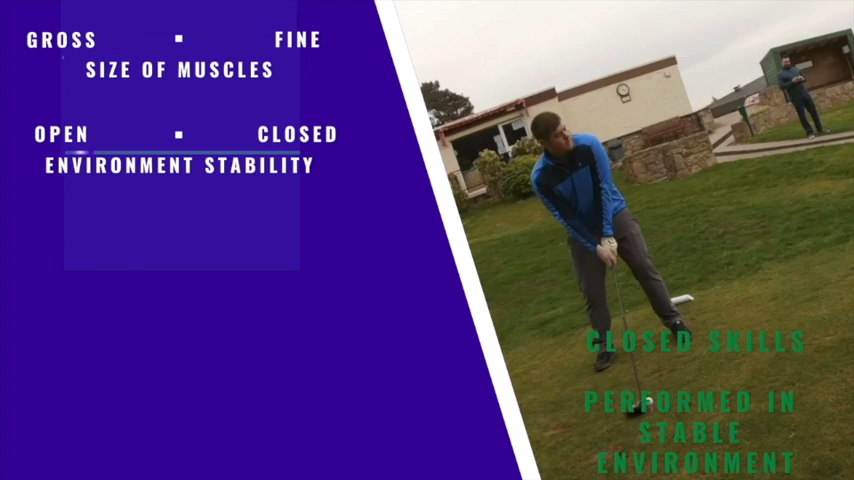 GROSS ▪ FINE
SIZE OF MUSCLES
OPEN ▪ CLOSED
ENVIRONMENT STABILITY
CLOSED SKILLS
PERFORMED IN
STABLE
ENVIRONMENT